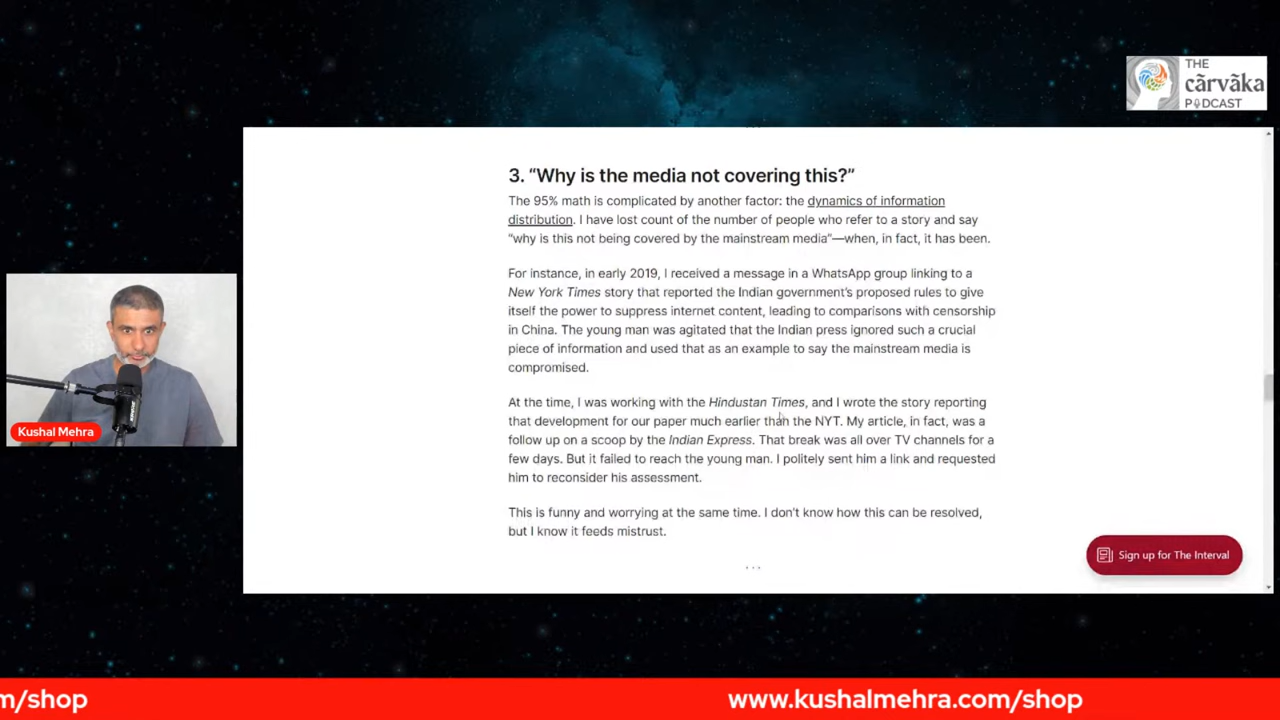 THE
cārvāka
PODCAST
3. “Why is the media not covering this?”
The 95% math is complicated by another factor: the dynamics of information
distribution. I have lost count of the number of people who refer to a story and say
“why is this not being covered by the mainstream media”—when, in fact, it has been.
For instance, in early 2019, I received a message in a WhatsApp group linking to a
New York Times story that reported the Indian government’s proposed rules to give
itself the power to suppress internet content, leading to comparisons with censorship
in China. The young man was agitated that the Indian press ignored such a crucial
piece of information and used that as an example to say the mainstream media is
compromised.
At the time, I was working with the Hindustan Times, and I wrote the story reporting
that development for our paper much earlier than the NYT. My article, in fact, was a
follow up on a scoop by the Indian Express. That break was all over TV channels for a
few days. But it failed to reach the young man. I politely sent him a link and requested
him to reconsider his assessment.
This is funny and worrying at the same time. I don’t know how this can be resolved,
but I know it feeds mistrust.
...
Sign up for The Interval
Kushal Mehra
m/shop
www.kushalmehra.com/shop